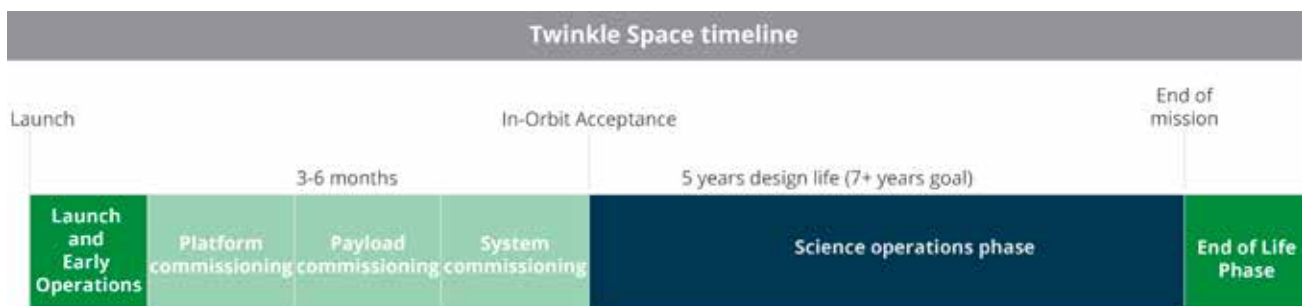 Twinkle Space timeline
Launch
In-Orbit Acceptance
End of
mission
3-6 months
5 years design life (7+ years goal)
Launch
and
Early
Operations
Platform
commissioning
Payload
commissioning
System
commissioning
Science operations phase
End of Life
Phase